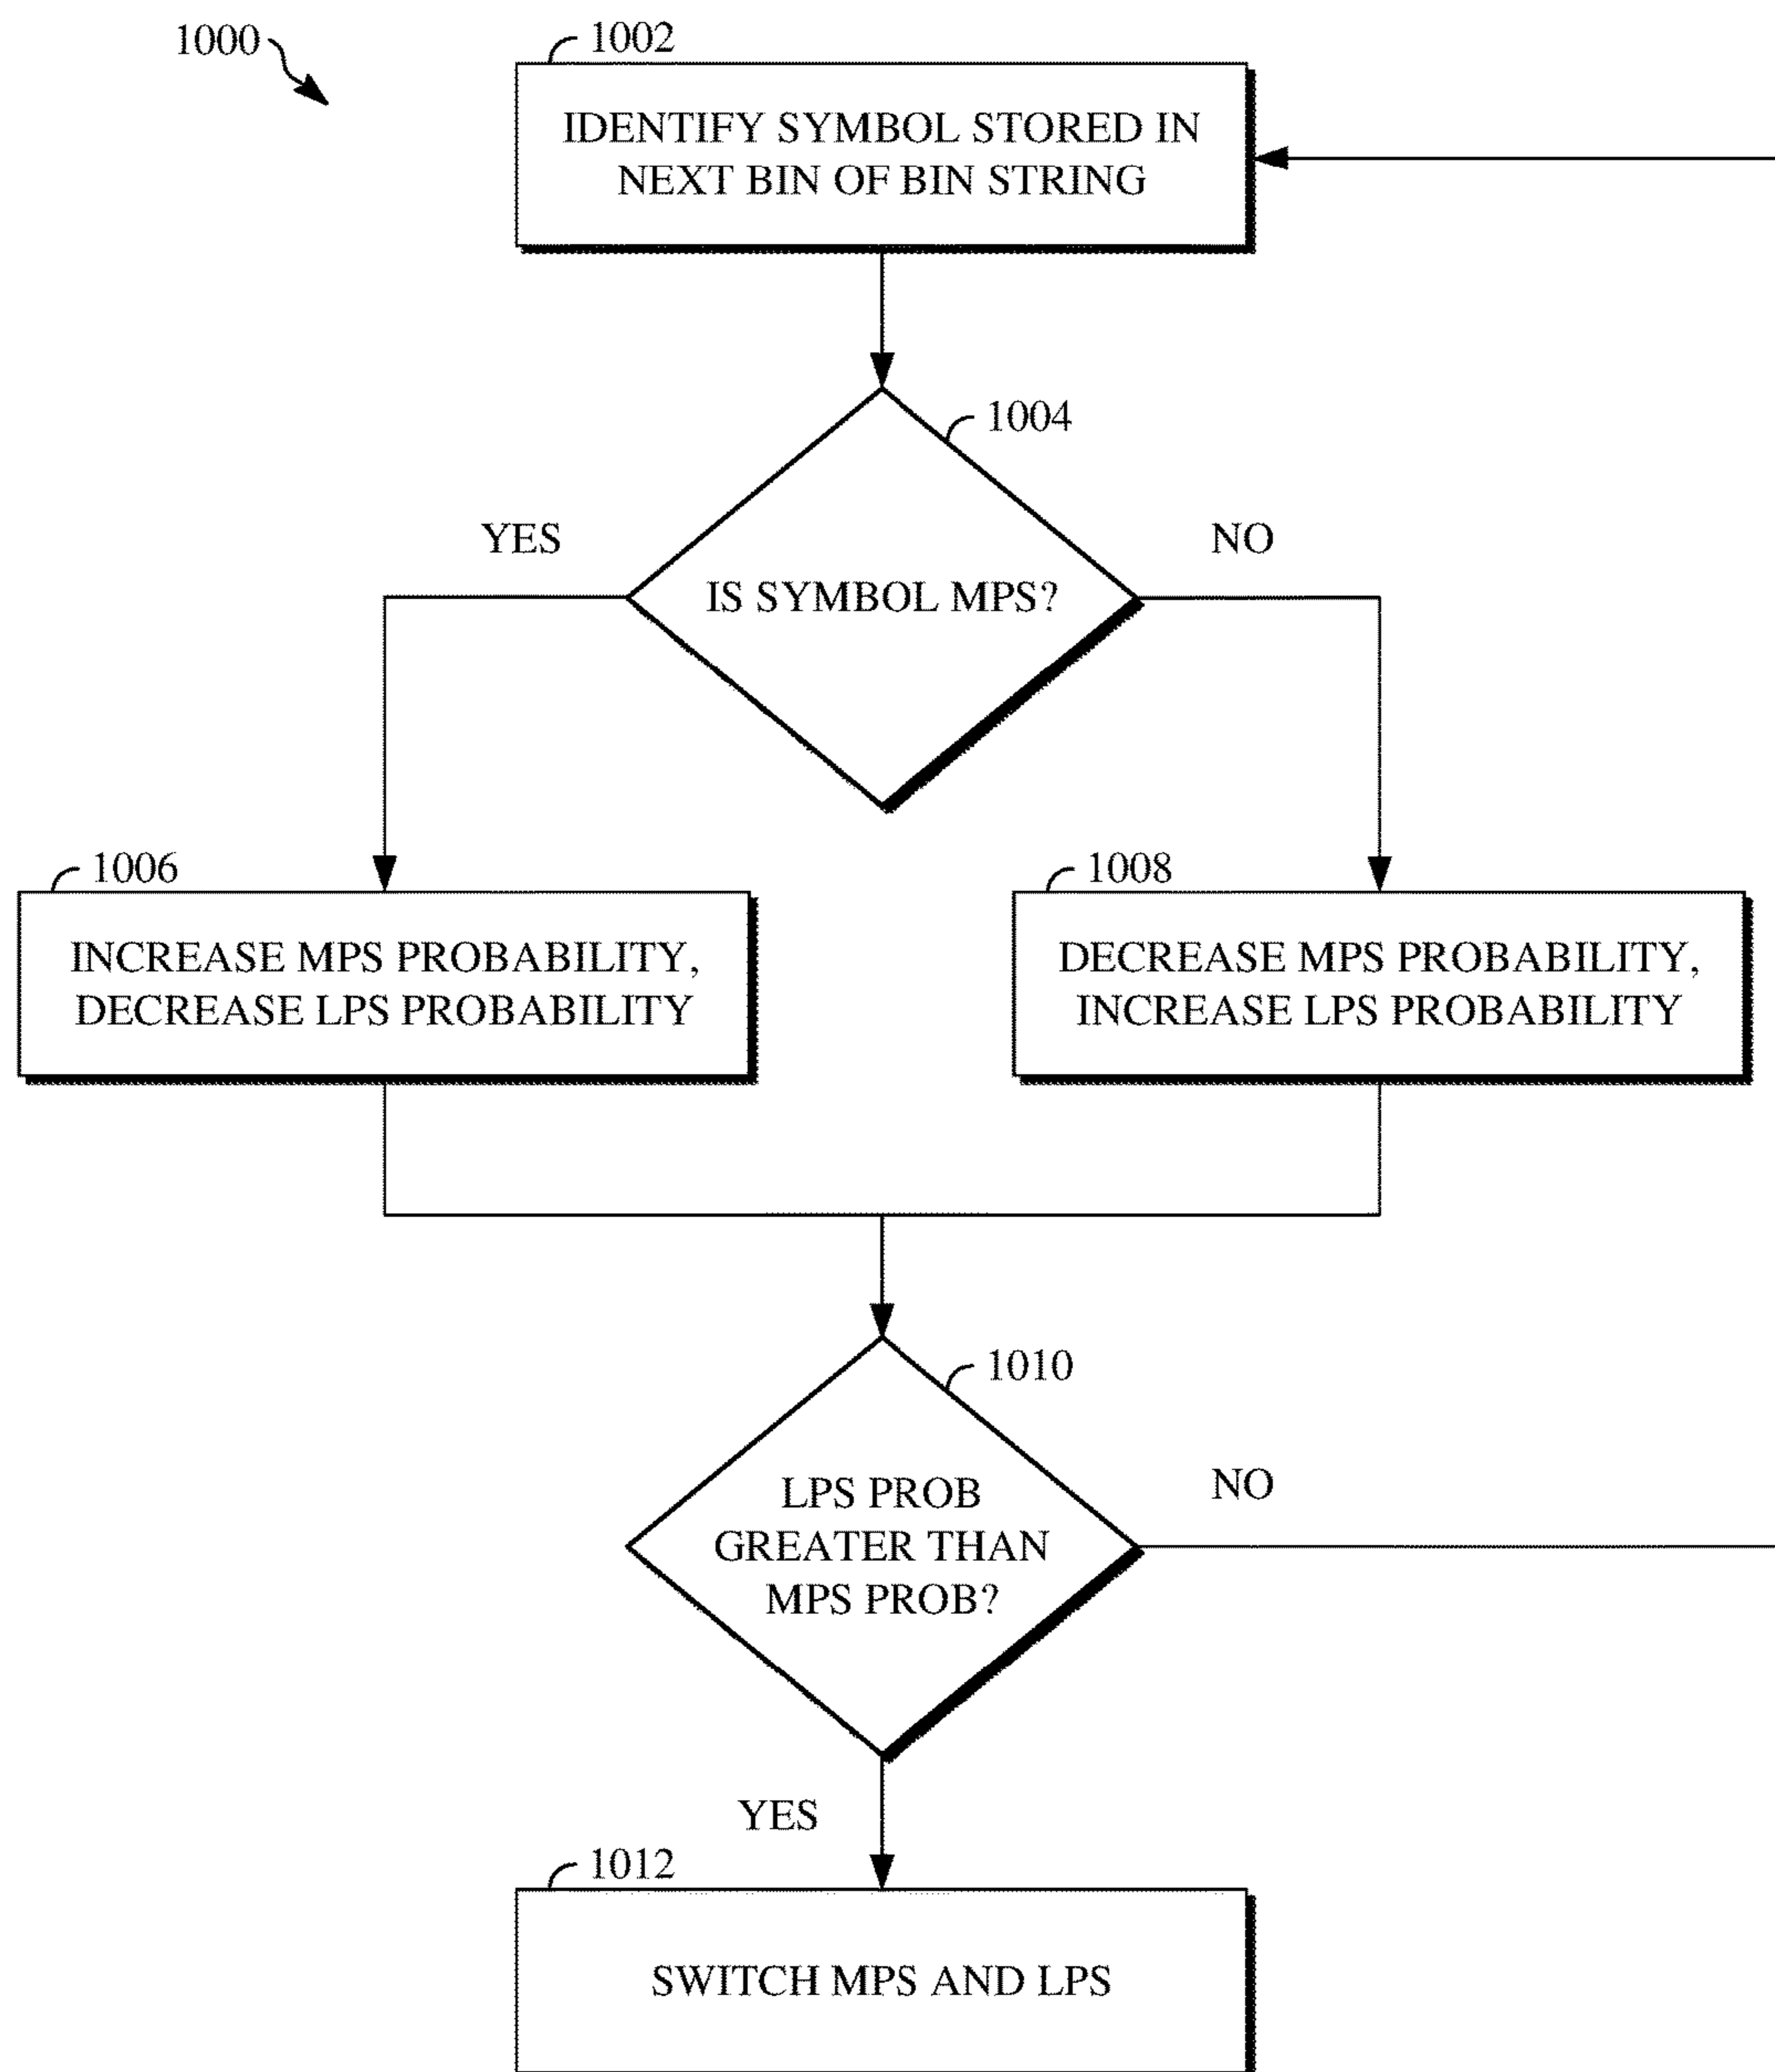 1000
1002
IDENTIFY SYMBOL STORED IN
NEXT BIN OF BIN STRING
1004
YES
NO
IS SYMBOL MPS?
1006
1008
INCREASE MPS PROBABILITY,
DECREASE LPS PROBABILITY
DECREASE MPS PROBABILITY,
INCREASE LPS PROBABILITY
1010
LPS PROB
GREATER THAN
MPS PROB?
NO
YES
1012
SWITCH MPS AND LPS